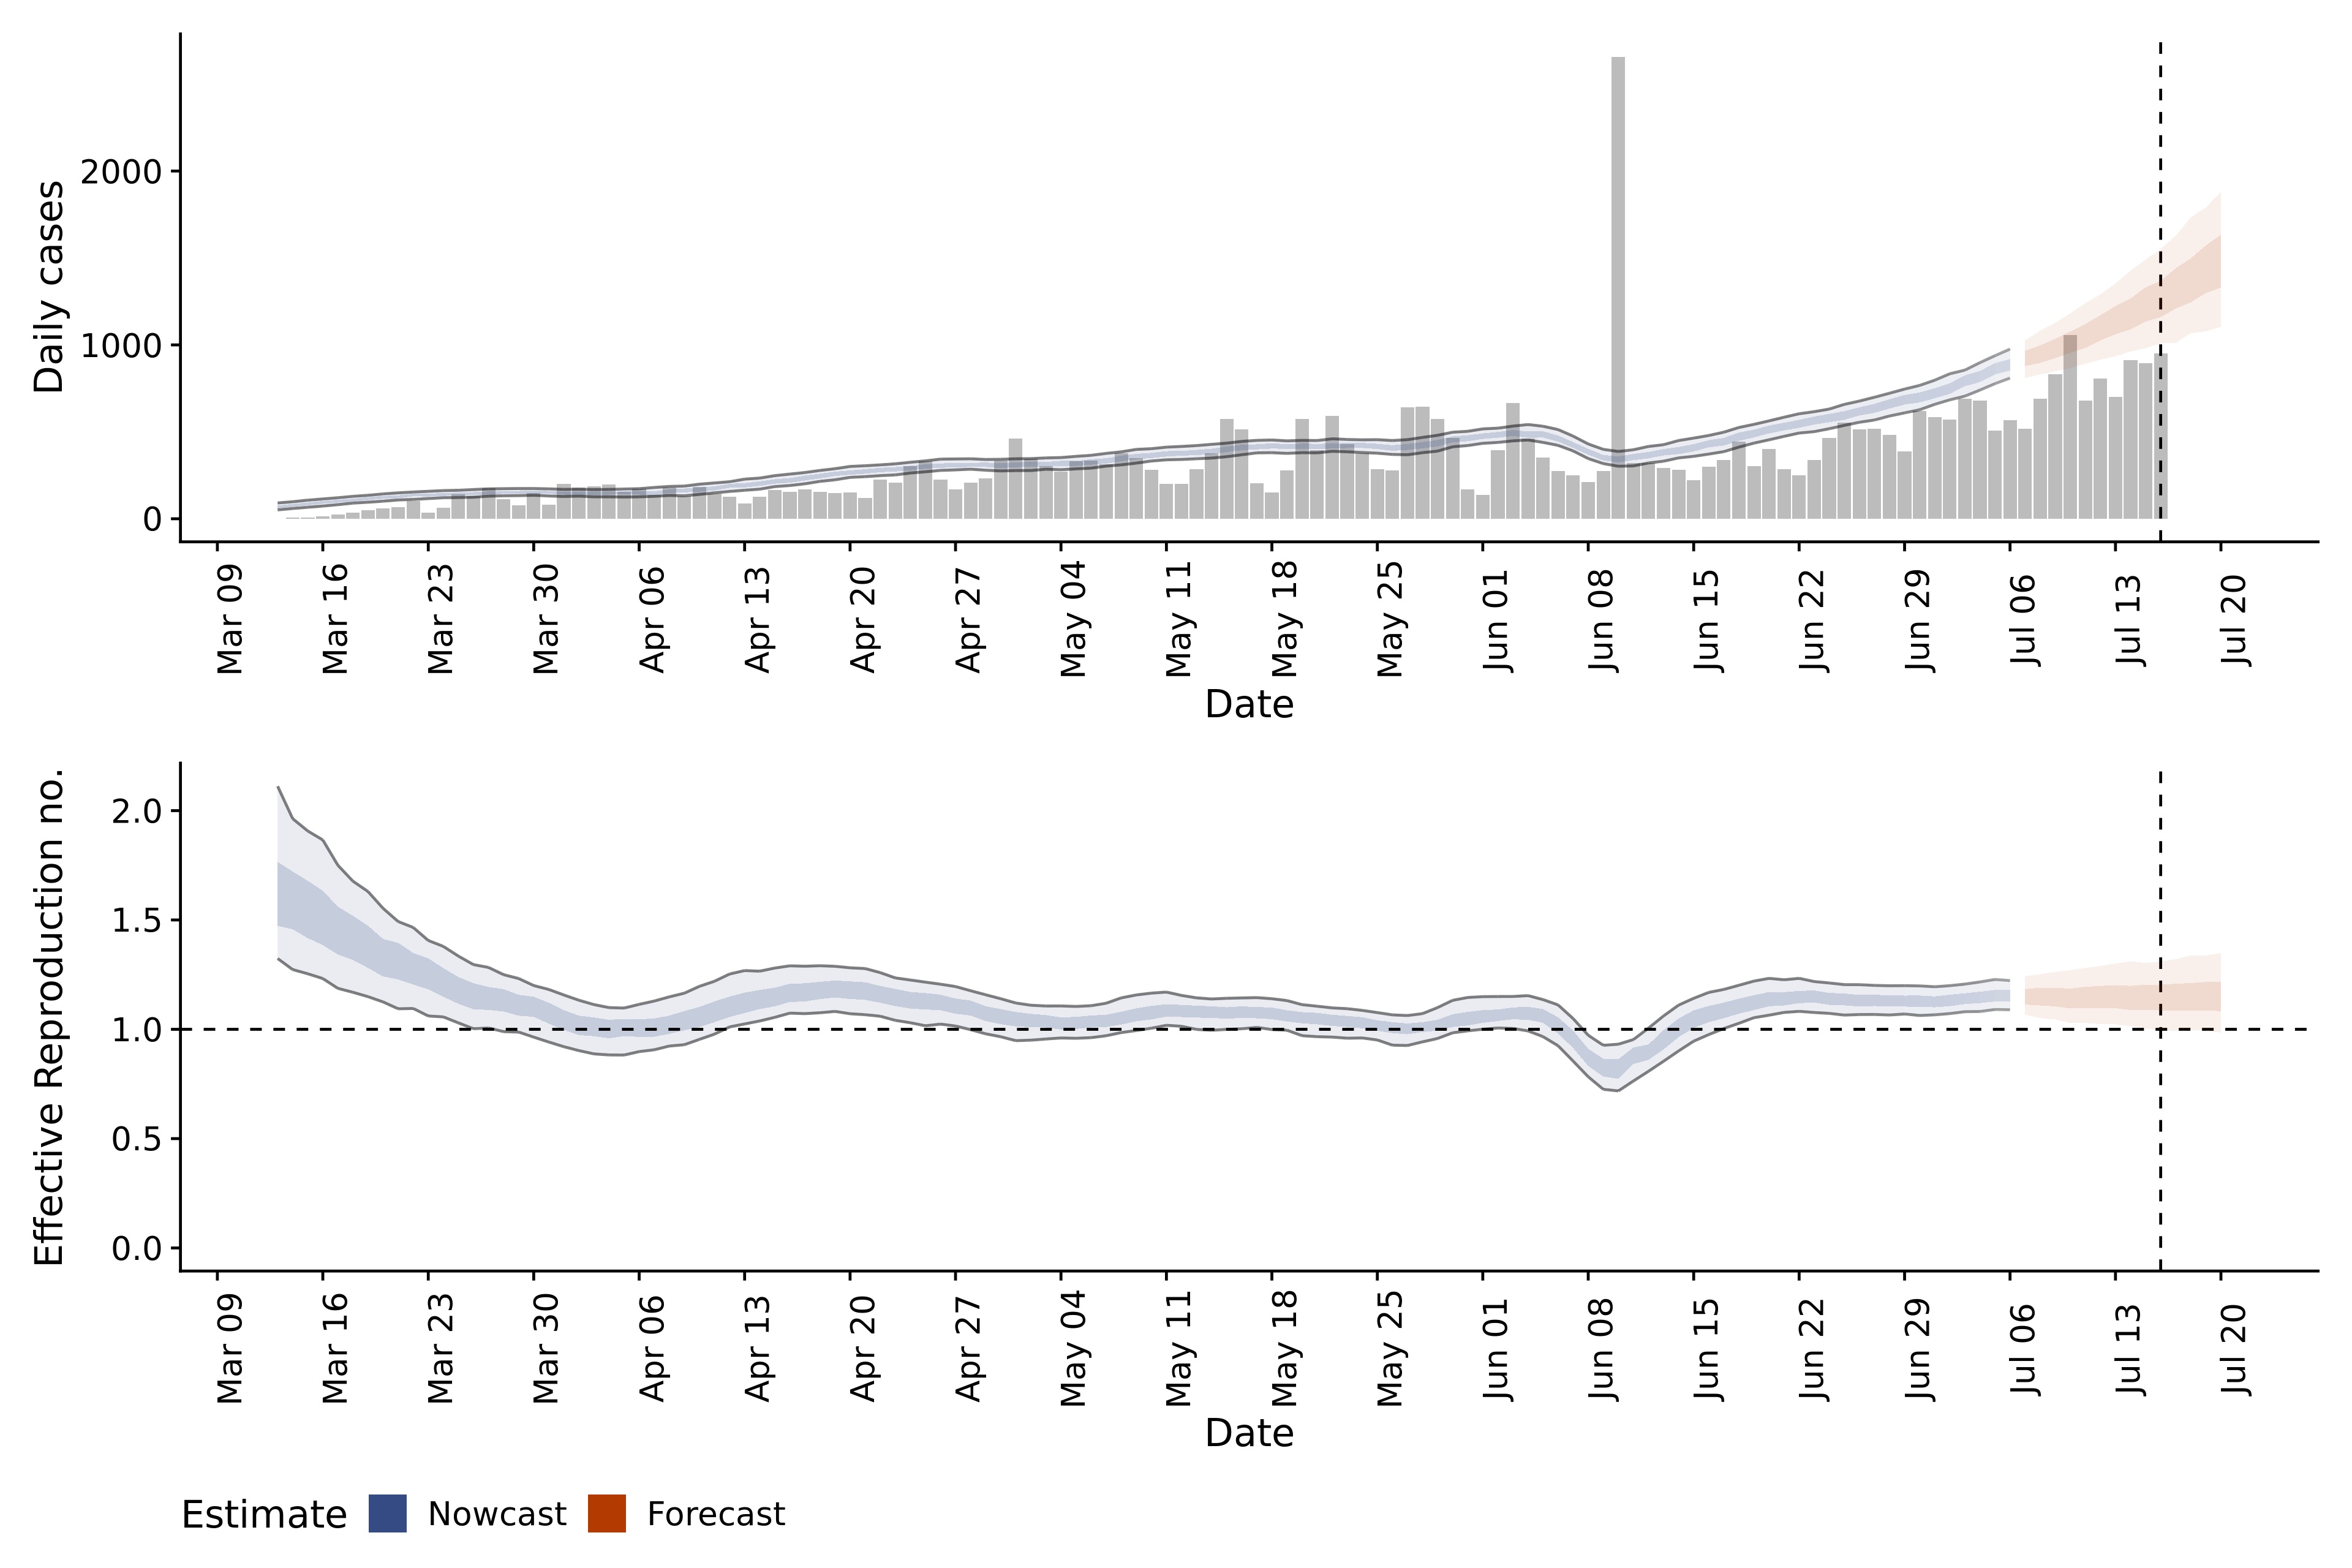 Daily cases
2000
1000
0
Mar 09 Mar 16 Mar 23 Mar 30 Apr 06 Apr 13 Apr 20 Apr 27 May 04 May 11 May 18 May 25 Jun 01 Jun 08 Jun 15 Jun 22 Jun 29 Jul 06 Jul 13 Jul 20
Date
Effective Reproduction no.
2.0
1.5
1.0
0.5
0.0
Mar 09 Mar 16 Mar 23 Mar 30 Apr 06 Apr 13 Apr 20 Apr 27 May 04 May 11 May 18 May 25 Jun 01 Jun 08 Jun 15 Jun 22 Jun 29 Jul 06 Jul 13 Jul 20
Date
Estimate Nowcast Forecast